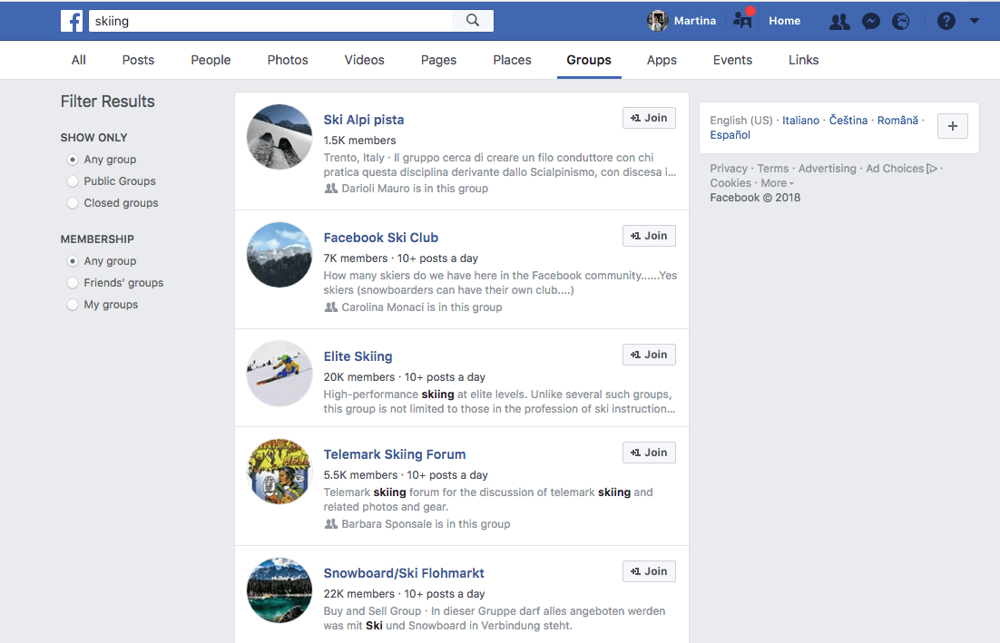 skiing
Martina
Home
All Posts People Photos Videos Pages Places Groups Apps Events Links
Filter Results
SHOW ONLY
Any group
Public Groups
Closed groups
MEMBERSHIP
Any group
Friends' groups
My groups
Ski Alpi pista
+1 Join
1.5K members
Trento, Italy · Il gruppo cerca di creare un filo conduttore con chi
pratica questa disciplina derivante dallo Scialpinismo, con discesa i...
Darioli Mauro is in this group
Facebook Ski Club
+1 Join
7K members · 10+ posts a day
How many skiers do we have here in the Facebook community......Yes
skiers (snowboarders can have their own club....)
Carolina Monaci is in this group
Elite Skiing
+1 Join
20K members · 10+ posts a day
High-performance skiing at elite levels. Unlike several such groups,
this group is not limited to those in the profession of ski instruction...
Telemark Skiing Forum
+1 Join
5.5K members · 10+ posts a day
Telemark skiing forum for the discussion of telemark skiing and
related photos and gear.
Barbara Sponsale is in this group
Snowboard/Ski Flohmarkt
+1 Join
22K members · 10+ posts a day
Buy and Sell Group · In dieser Gruppe darf alles angeboten werden
was mit Ski und Snowboard in Verbindung steht.
English (US) · Italiano · Čeština · Română ·
Español
+
Privacy · Terms · Advertising · Ad Choices ·
Cookies · More
Facebook © 2018